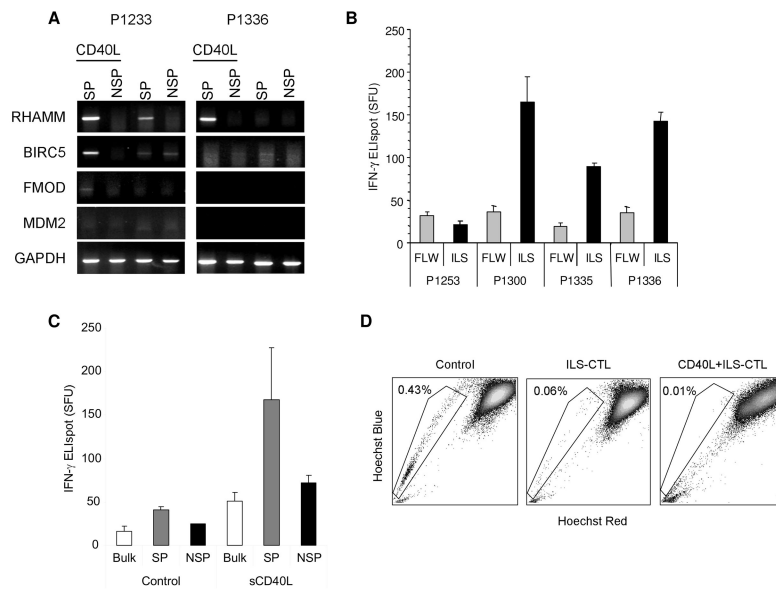 A
P1233
P1336
CD40L
CD40L
SP
NSP
SP
NSP
SP
NSP
SP
NSP
RHAMM
BIRC5
FMOD
MDM2
GAPDH
B
IFN-γ ELIspot (SFU)
250
200
150
100
50
0
FLW
ILS
FLW
ILS
FLW
ILS
FLW
ILS
P1253
P1300
P1335
P1336
C
IFN-γ ELIspot (SFU)
250
200
150
100
50
0
Bulk
SP
NSP
Bulk
SP
NSP
Control
sCD40L
D
Control
ILS-CTL
CD40L+ILS-CTL
0.43%
0.06%
0.01%
Hoechst Blue
Hoechst Red